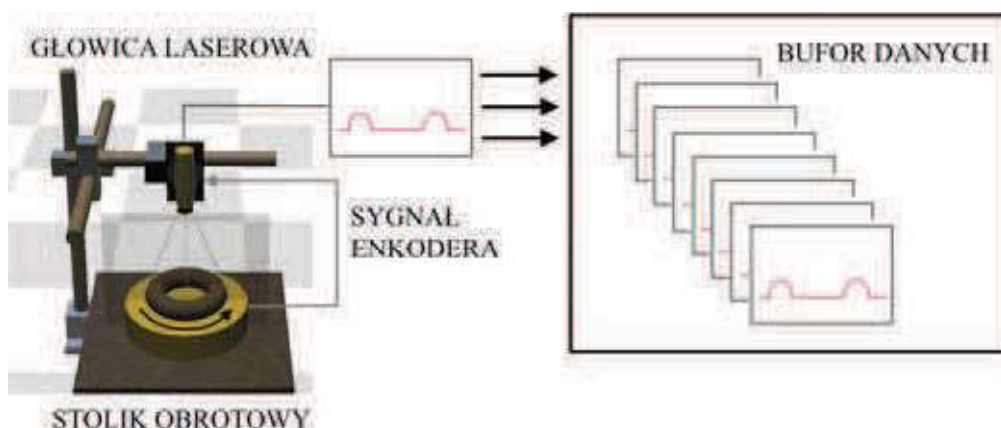 GŁOWICA LASEROWA
BUFOR DANYCH
SYGNAŁ
ENKODERA
STOLIK OBROTOWY